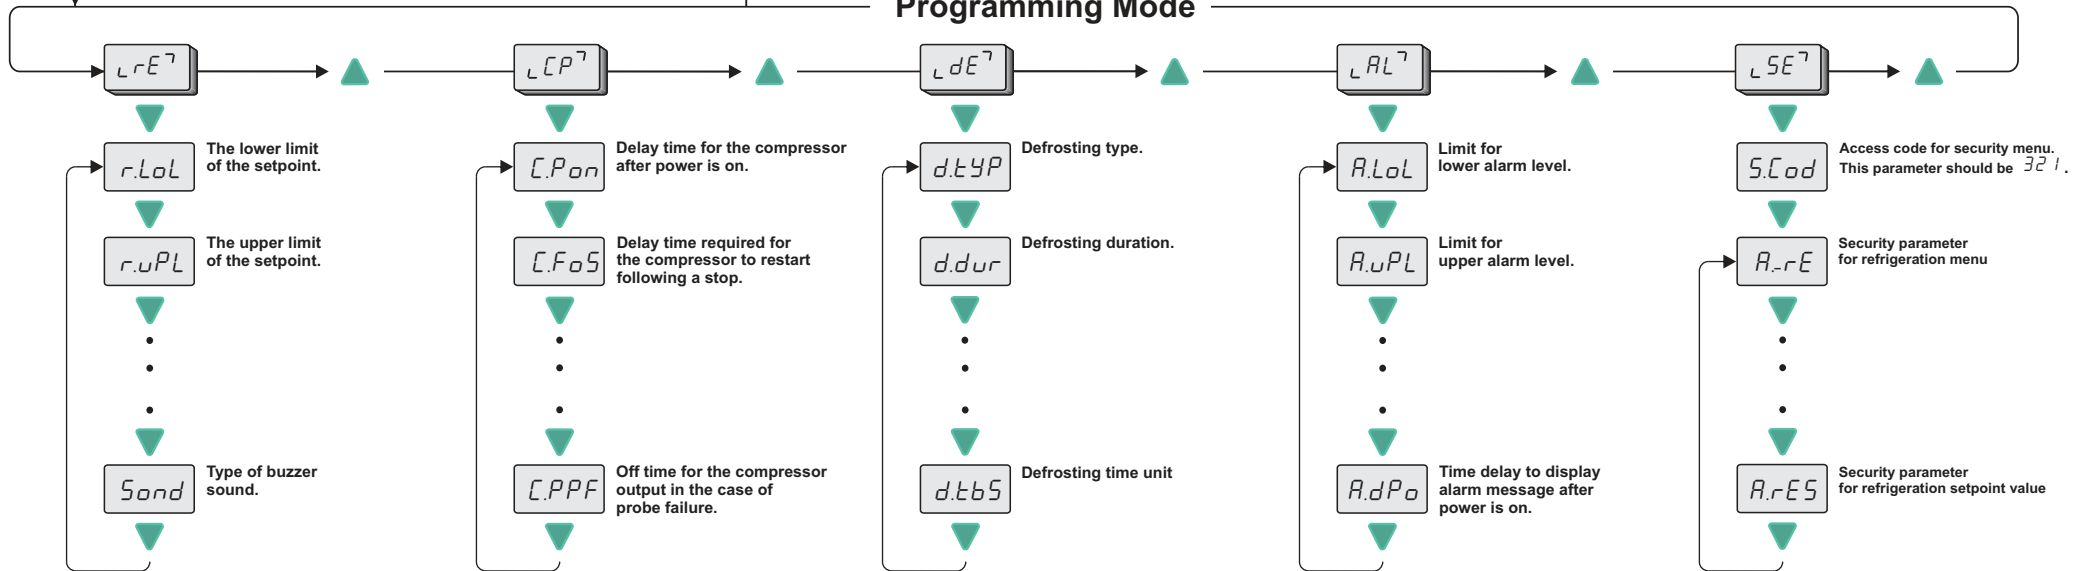 Programming Mode
rE
CP
dE
AL
SE
r.LoL
The lower limit
of the setpoint.
C.Pon
Delay time for the compressor
after power is on.
d.tYP
Defrosting type.
A.LoL
Limit for
lower alarm level.
S.Cod
Access code for security menu.
This parameter should be 321.
r.uPL
The upper limit
of the setpoint.
C.FoS
Delay time required for
the compressor to restart
following a stop.
d.dur
Defrosting duration.
A.uPL
Limit for
upper alarm level.
A.-rE
Security parameter
for refrigeration menu
Sond
Type of buzzer
sound.
C.PPF
Off time for the compressor
output in the case of
probe failure.
d.tbS
Defrosting time unit
A.dPo
Time delay to display
alarm message after
power is on.
A.rES
Security parameter
for refrigeration setpoint value